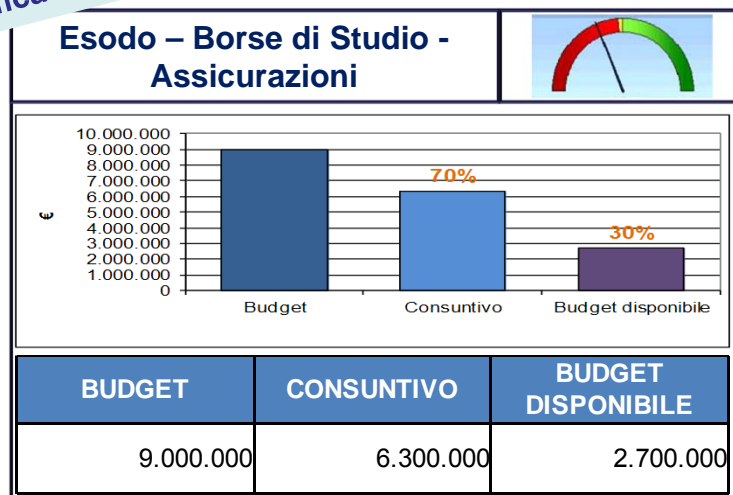 Esodo – Borse di Studio -
Assicurazioni
10.000.000
9.000.000
8.000.000
7.000.000
6.000.000
5.000.000
4.000.000
3.000.000
2.000.000
1.000.000
0
€
70%
30%
Budget
Consuntivo
Budget disponibile
BUDGET
CONSUNTIVO
BUDGET
DISPONIBILE
9.000.000
6.300.000
2.700.000